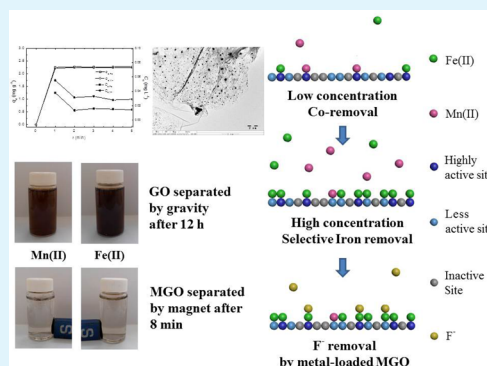 GO separated
by gravity
after 12 h
Mn(II)
Fe(II)
MGO separated
by magnet after
8 min
S
S
Low concentration
Co-removal
High concentration
Selective Iron removal
F⁻ removal
by metal-loaded MGO
Fe(II)
Mn(II)
Highly
active sit
Less
active sit
Inactive
Site
F⁻